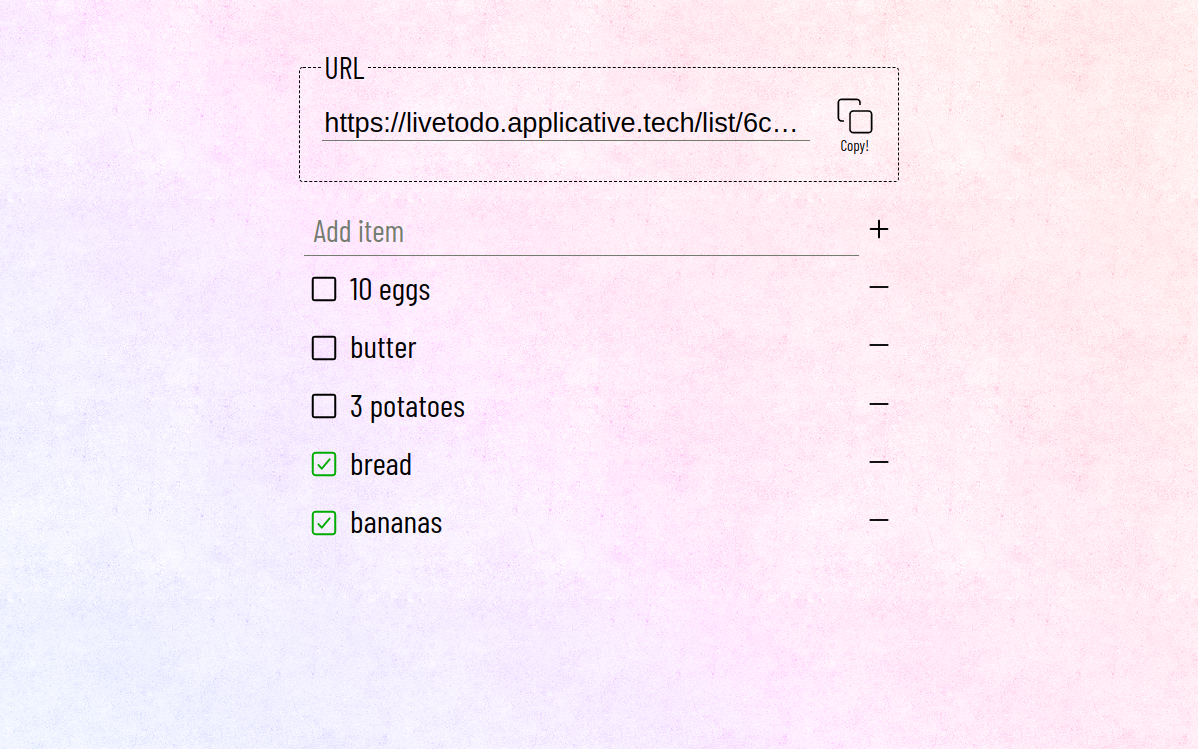 URL
https://livetodo.applicative.tech/list/6c…
Copy!
Add item
10 eggs
butter
3 potatoes
bread
bananas